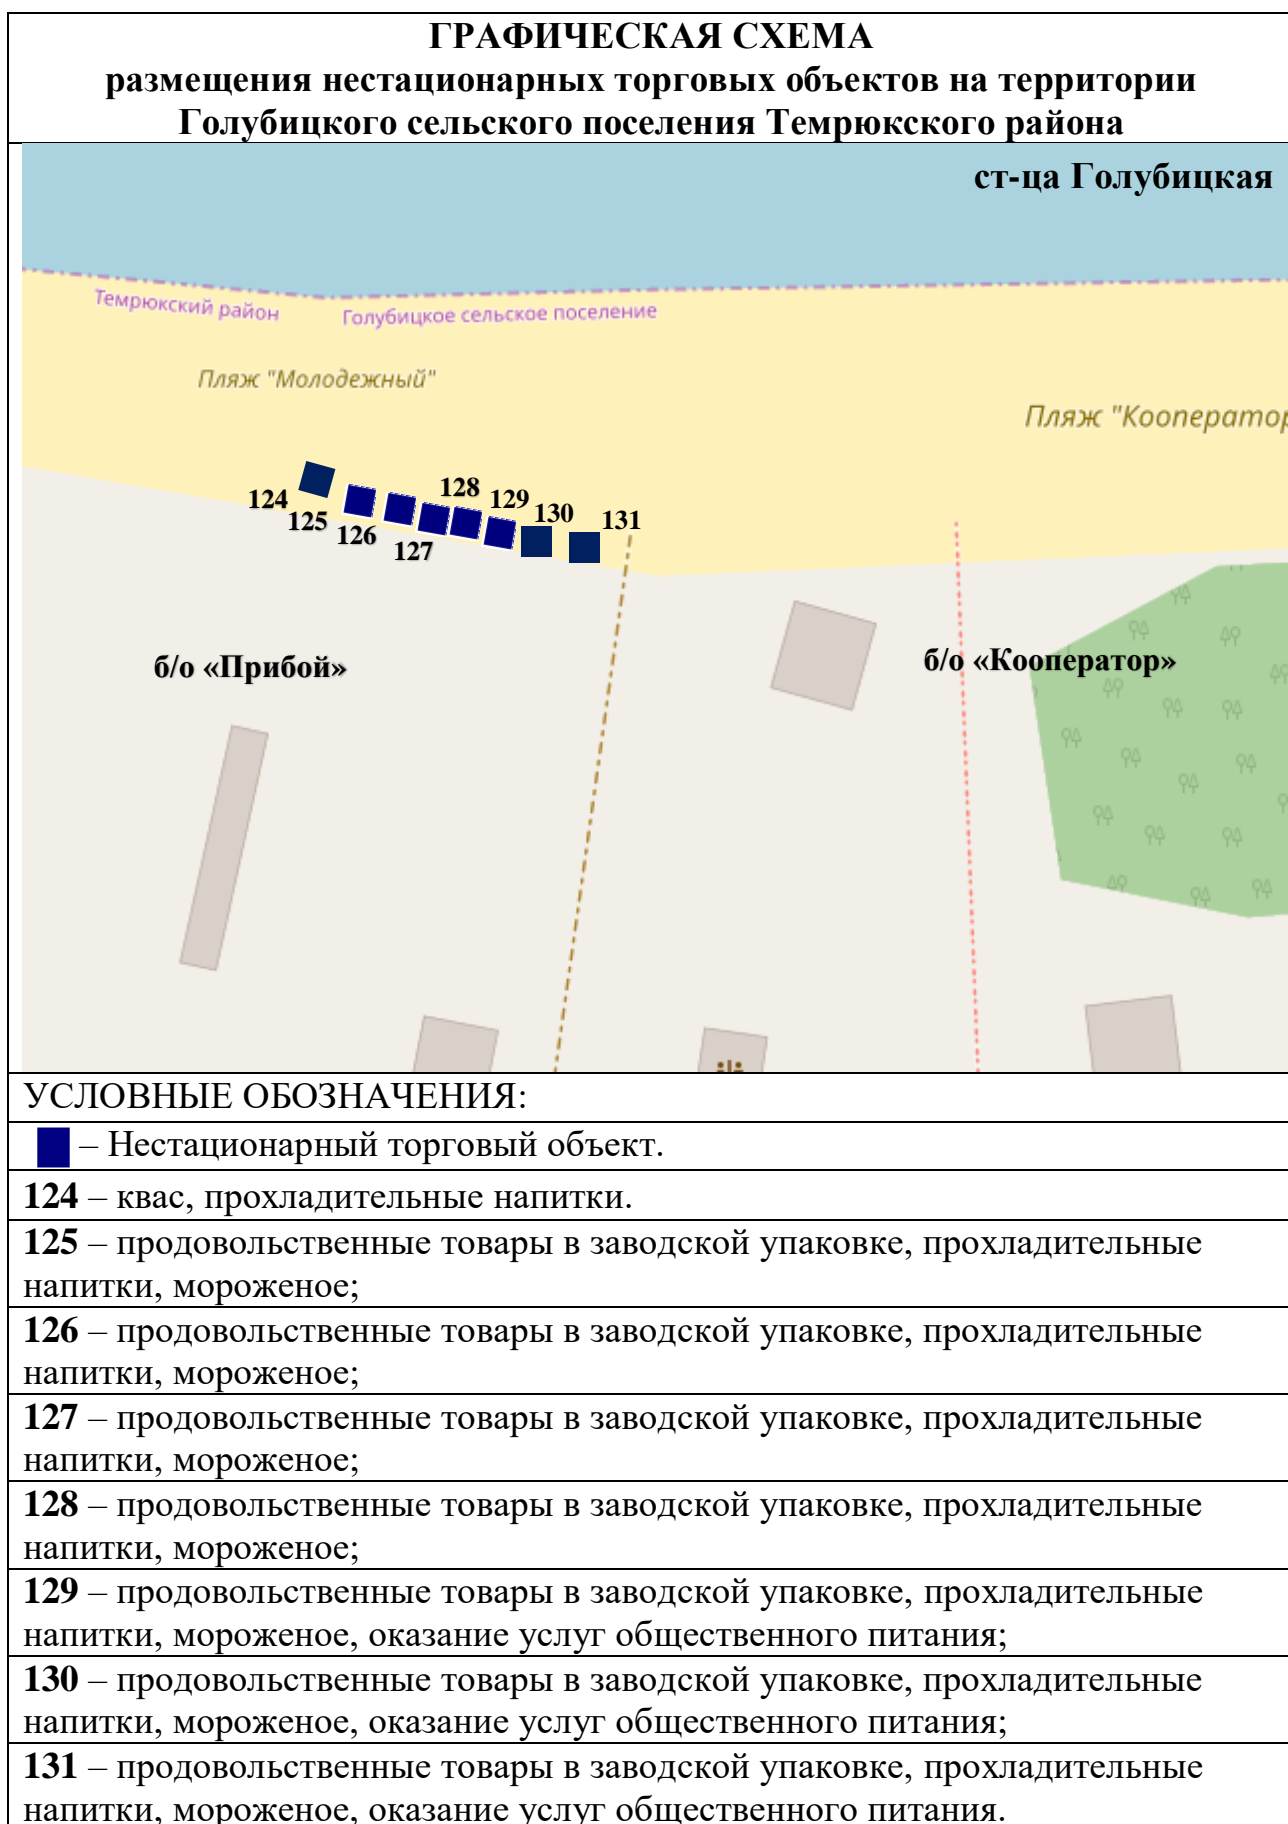 ГРАФИЧЕСКАЯ СХЕМА
размещения нестационарных торговых объектов на территории
Голубицкого сельского поселения Темрюкского района
ст-ца Голубицкая
Темрюкский район
Голубицкое сельское поселение
Пляж "Молодежный"
Пляж "Кооператор
124
125
126
127
128
129
130
131
б/о «Прибой»
б/о «Кооператор»
УСЛОВНЫЕ ОБОЗНАЧЕНИЯ:
– Нестационарный торговый объект.
124 – квас, прохладительные напитки.
125 – продовольственные товары в заводской упаковке, прохладительные
напитки, мороженое;
126 – продовольственные товары в заводской упаковке, прохладительные
напитки, мороженое;
127 – продовольственные товары в заводской упаковке, прохладительные
напитки, мороженое;
128 – продовольственные товары в заводской упаковке, прохладительные
напитки, мороженое;
129 – продовольственные товары в заводской упаковке, прохладительные
напитки, мороженое, оказание услуг общественного питания;
130 – продовольственные товары в заводской упаковке, прохладительные
напитки, мороженое, оказание услуг общественного питания;
131 – продовольственные товары в заводской упаковке, прохладительные
напитки, мороженое, оказание услуг общественного питания.